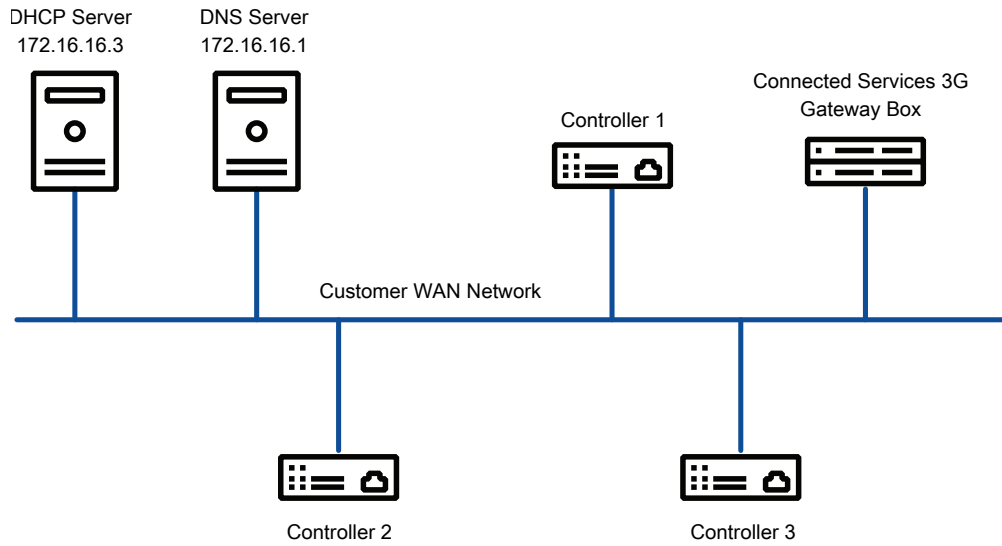 DHCP Server
172.16.16.3
DNS Server
172.16.16.1
Controller 1
Connected Services 3G
Gateway Box
Customer WAN Network
Controller 2
Controller 3